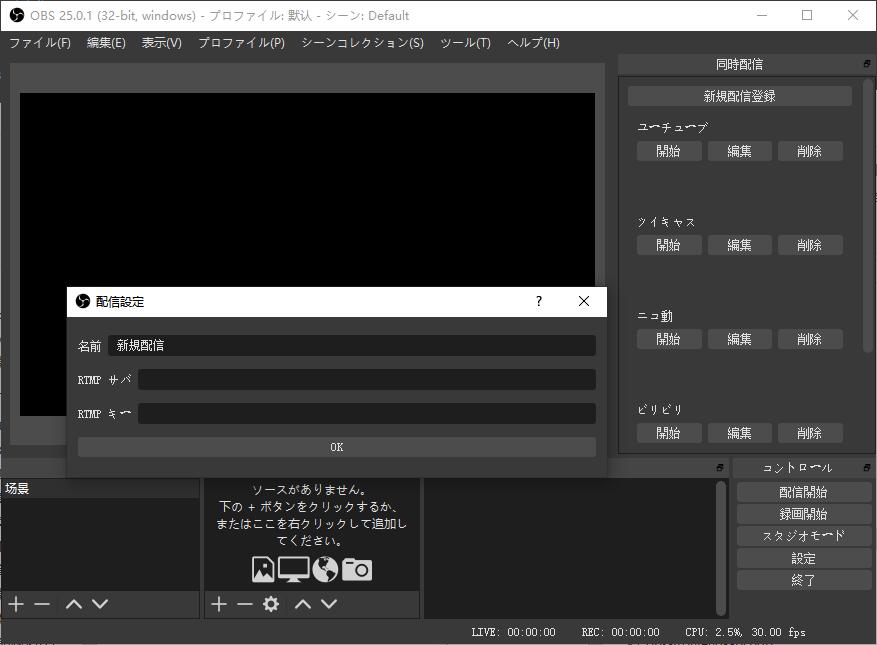 OBS 25.0.1 (32-bit, windows) - プロファイル: 默认 - シーン: Default
ファイル(F) 編集(E) 表示(V) プロファイル(P) シーンコレクション(S) ツール(T) ヘルプ(H)
同時配信
新規配信登録
ユーチューブ
開始 編集 削除
ツイキャス
開始 編集 削除
ニコ動
開始 編集 削除
ビリビリ
開始 編集 削除
配信設定
?
名前 新規配信
RTMP サバ
RTMP キー
OK
场景
ソースがありません。
下の + ボタンをクリックするか、
またはここを右クリックして追加し
てください。
コントロール
配信開始
録画開始
スタジオモード
設定
終了
LIVE: 00:00:00 REC: 00:00:00 CPU: 2.5%, 30.00 fps